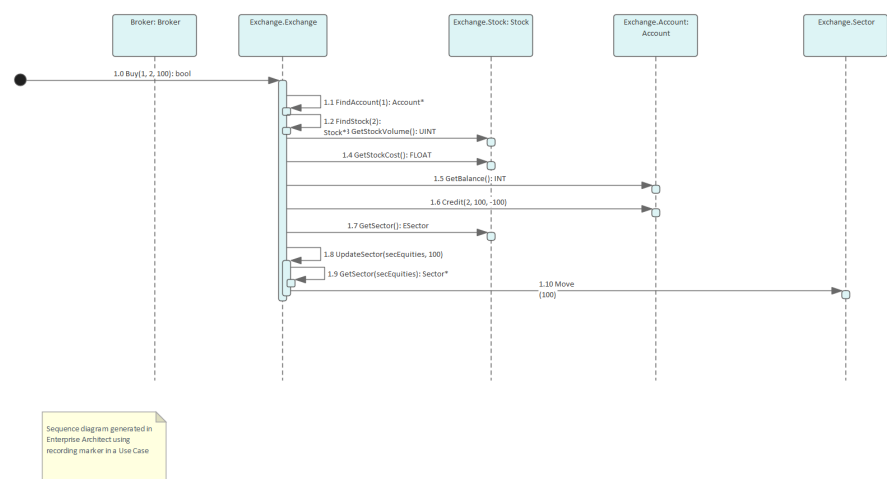 Broker: Broker
Exchange.Exchange
Exchange.Stock: Stock
Exchange.Account:
Account
Exchange.Sector
1.0 Buy(1, 2, 100): bool
1.1 FindAccount(1): Account*
1.2 FindStock(2):
Stock*
GetStockVolume(): UINT
1.4 GetStockCost(): FLOAT
1.5 GetBalance(): INT
1.6 Credit(2, 100, -100)
1.7 GetSector(): ESector
1.8 UpdateSector(secEquities, 100)
1.9 GetSector(secEquities): Sector*
1.10 Move
(100)
Sequence diagram generated in
Enterprise Architect using
recording marker in a Use Case